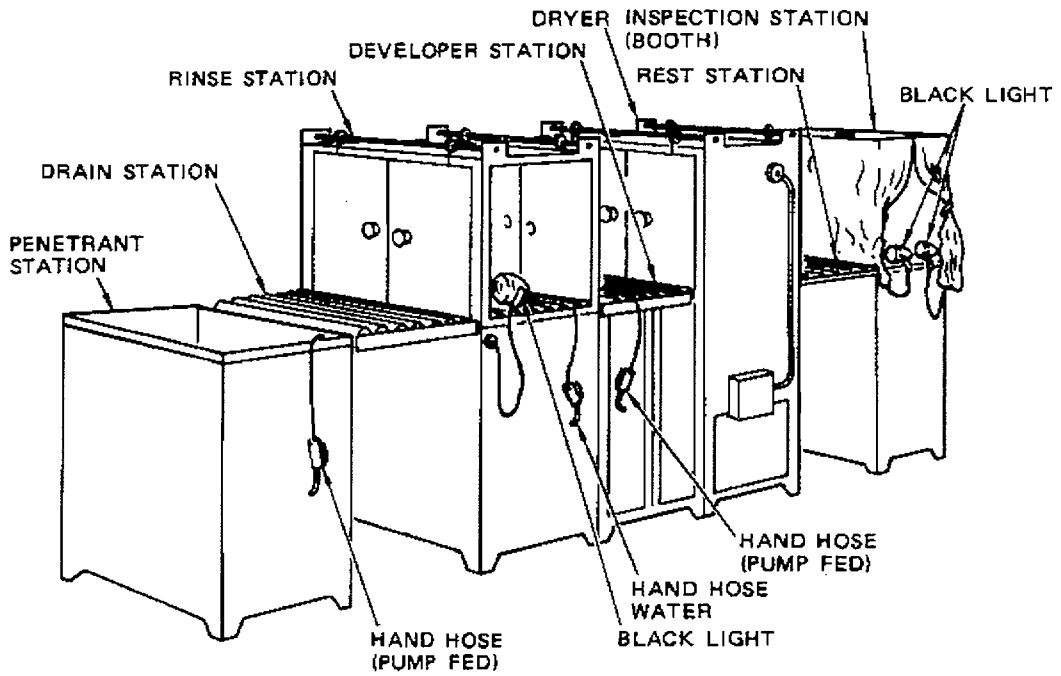 DRYER
INSPECTION STATION
(BOOTH)
DEVELOPER STATION
REST STATION
RINSE STATION
BLACK LIGHT
DRAIN STATION
PENETRANT
STATION
HAND HOSE
(PUMP FED)
HAND HOSE
WATER
BLACK LIGHT
HAND HOSE
(PUMP FED)